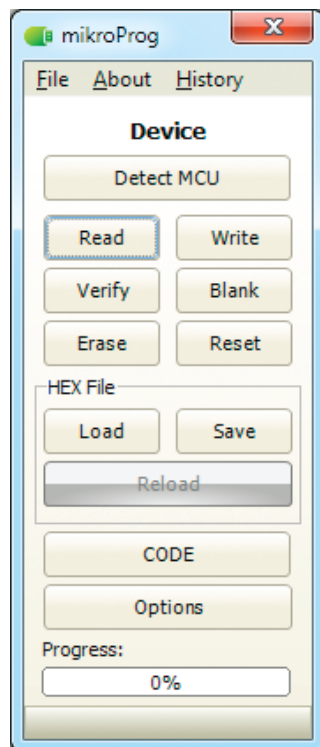 mikroProg
File About History
Device
Detect MCU
Read Write
Verify Blank
Erase Reset
HEX File
Load Save
Reload
CODE
Options
Progress:
0%